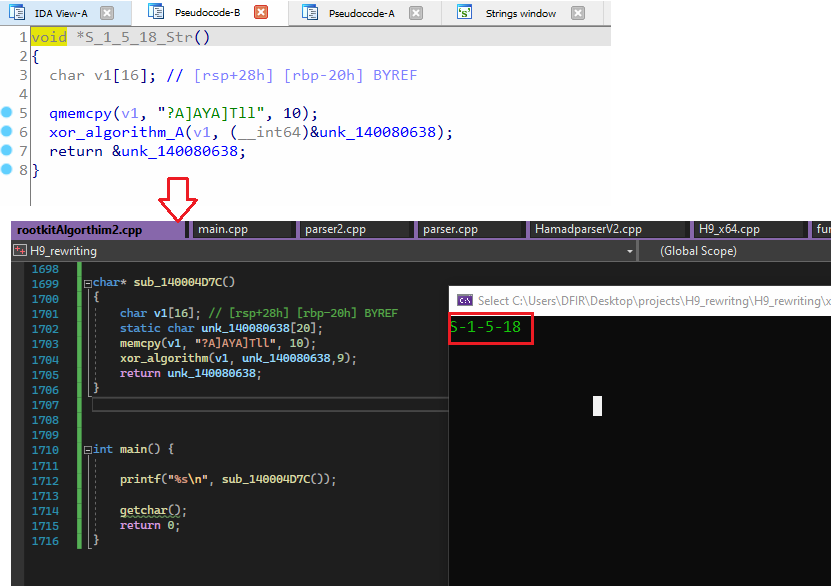 IDA View-A Pseudocode-B Pseudocode-A Strings window
1 void *S_1_5_18_Str()
2 {
3 char v1[16]; // [rsp+28h] [rbp-20h] BYREF
4
5 qmemcpy(v1, "?A]AYA]Tll", 10);
6 xor_algorithm_A(v1, (__int64)&unk_140080638);
7 return &unk_140080638;
8 }
rootkitAlgorthim2.cpp main.cpp parser2.cpp parser.cpp HamadparserV2.cpp H9_x64.cpp fur
H9_rewriting (Global Scope)
1698
1699 char* sub_140004D7C()
1700 {
1701 char v1[16]; // [rsp+28h] [rbp-20h] BYREF
1702 static char unk_140080638[20];
1703 memcpy(v1, "?A]AYA]Tll", 10);
1704 xor_algorithm(v1, unk_140080638,9);
1705 return unk_140080638;
1706 }
1707
1708
1709
1710 int main() {
1711
1712 printf("%s\n", sub_140004D7C());
1713
1714 getchar();
1715 return 0;
1716 }
C:\ Select C:\Users\DFIR\Desktop\projects\H9_rewritng\H9_rewriting\x
S-1-5-18